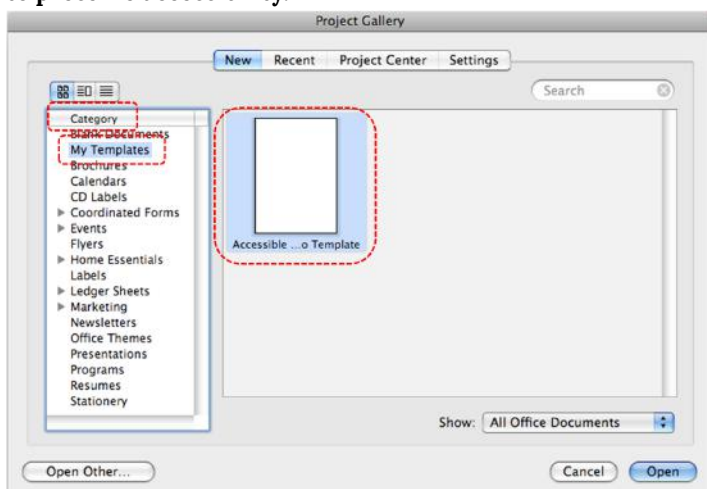 Project Gallery
New Recent Project Center Settings
Search
Category
Blank Documents
My Templates
Brochures
Calendars
CD Labels
Coordinated Forms
Events
Flyers
Home Essentials
Labels
Ledger Sheets
Marketing
Newsletters
Office Themes
Presentations
Programs
Resumes
Stationery
Accessible ...o Template
Show: All Office Documents
Open Other... Cancel Open